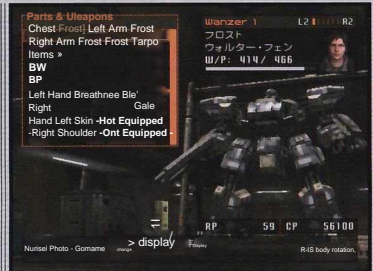 Parts & Uleapons
Chest Frost] Left Arm Frost
Right Arm Frost Frost Tarpo
Items »
BW
BP
Left Hand Breathnee Ble'
Right Gale
Hand Left Skin -Hot Equipped
-Right Shoulder -Ont Equipped -
Wanzer 1 L2 R2
フロスト
ウォルター・フェン
W/P: 414/ 466
RP 59 CP 56100
Nurisel Photo - Gomame change > display Display
R-IS body rotation,